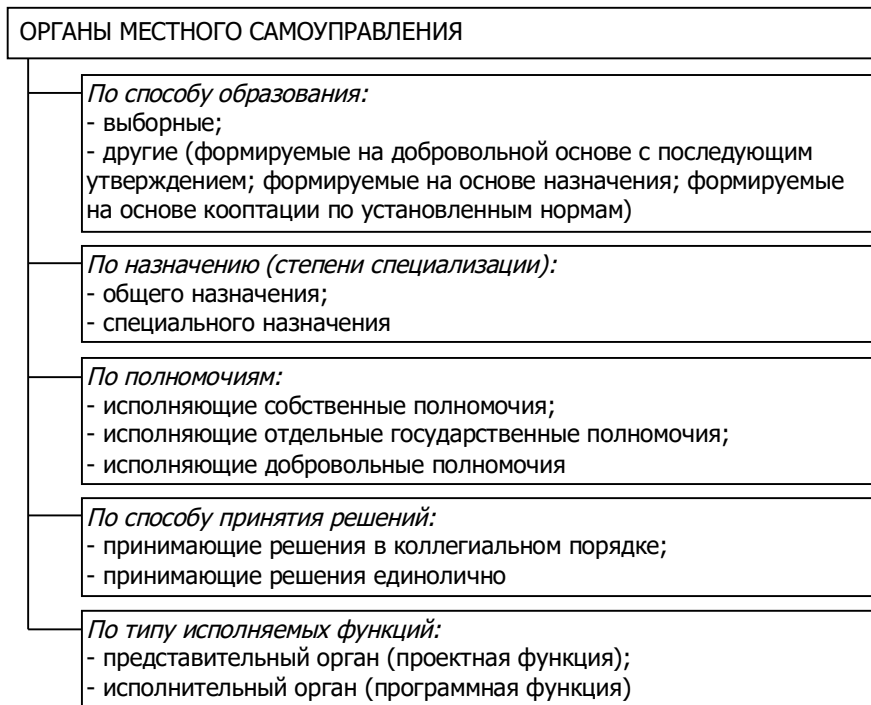 ОРГАНЫ МЕСТНОГО САМОУПРАВЛЕНИЯ
По способу образования:
- выборные;
- другие (формируемые на добровольной основе с последующим
утверждением; формируемые на основе назначения; формируемые
на основе кооптации по установленным нормам)
По назначению (степени специализации):
- общего назначения;
- специального назначения
По полномочиям:
- исполняющие собственные полномочия;
- исполняющие отдельные государственные полномочия;
- исполняющие добровольные полномочия
По способу принятия решений:
- принимающие решения в коллегиальном порядке;
- принимающие решения единолично
По типу исполняемых функций:
- представительный орган (проектная функция);
- исполнительный орган (программная функция)